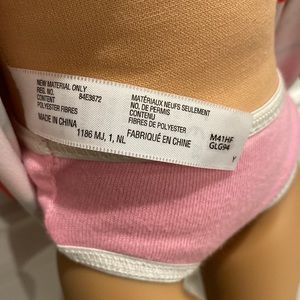 NEW MATERIAL ONLY
REG. NO. 84E3872
CONTENT
POLYESTER FIBRES
MADE IN CHINA
MATÉRIAUX NEUFS SEULEMENT
NO. DE PERMIS
CONTENU
FIBRES DE POLYESTER
FABRIQUÉ EN CHINE
1186 MJ, 1, NL
M41HF
GLG94
Y